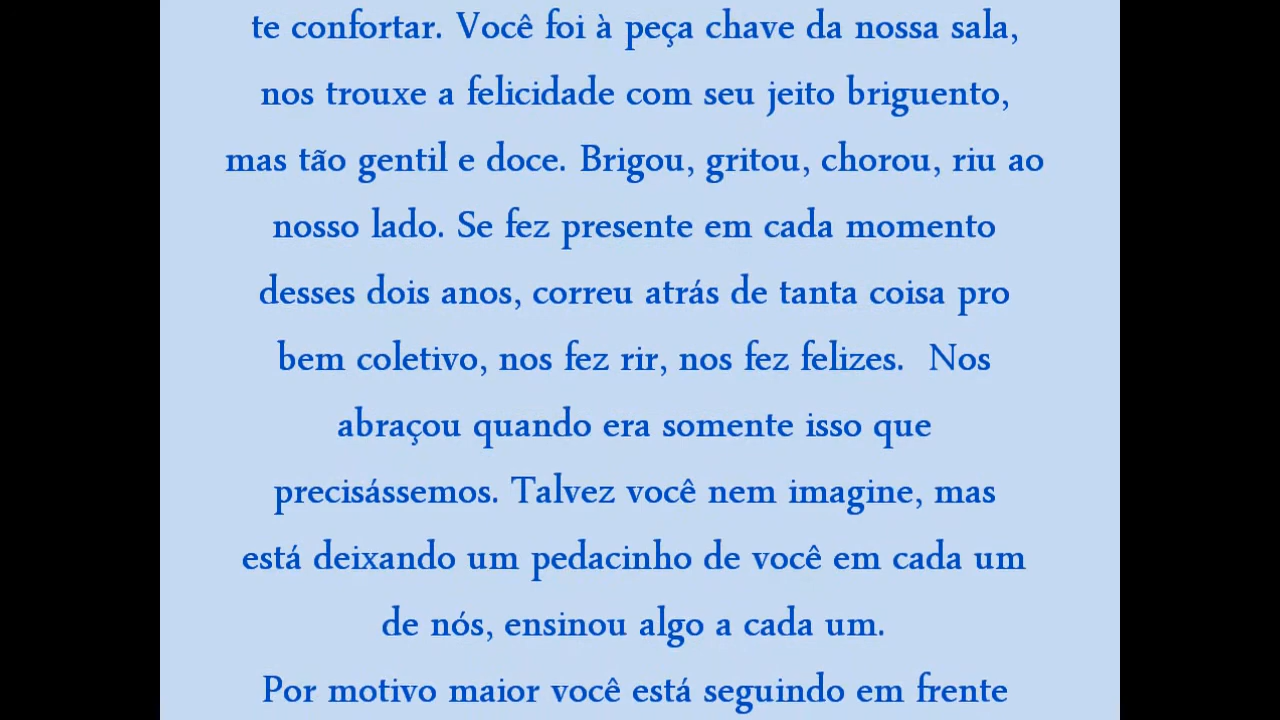 te confortar. Você foi à peça chave da nossa sala,
nos trouxe a felicidade com seu jeito briguento,
mas tão gentil e doce. Brigou, gritou, chorou, riu ao
nosso lado. Se fez presente em cada momento
desses dois anos, correu atrás de tanta coisa pro
bem coletivo, nos fez rir, nos fez felizes.  Nos
abraçou quando era somente isso que
precisássemos. Talvez você nem imagine, mas
está deixando um pedacinho de você em cada um
de nós, ensinou algo a cada um.
Por motivo maior você está seguindo em frente